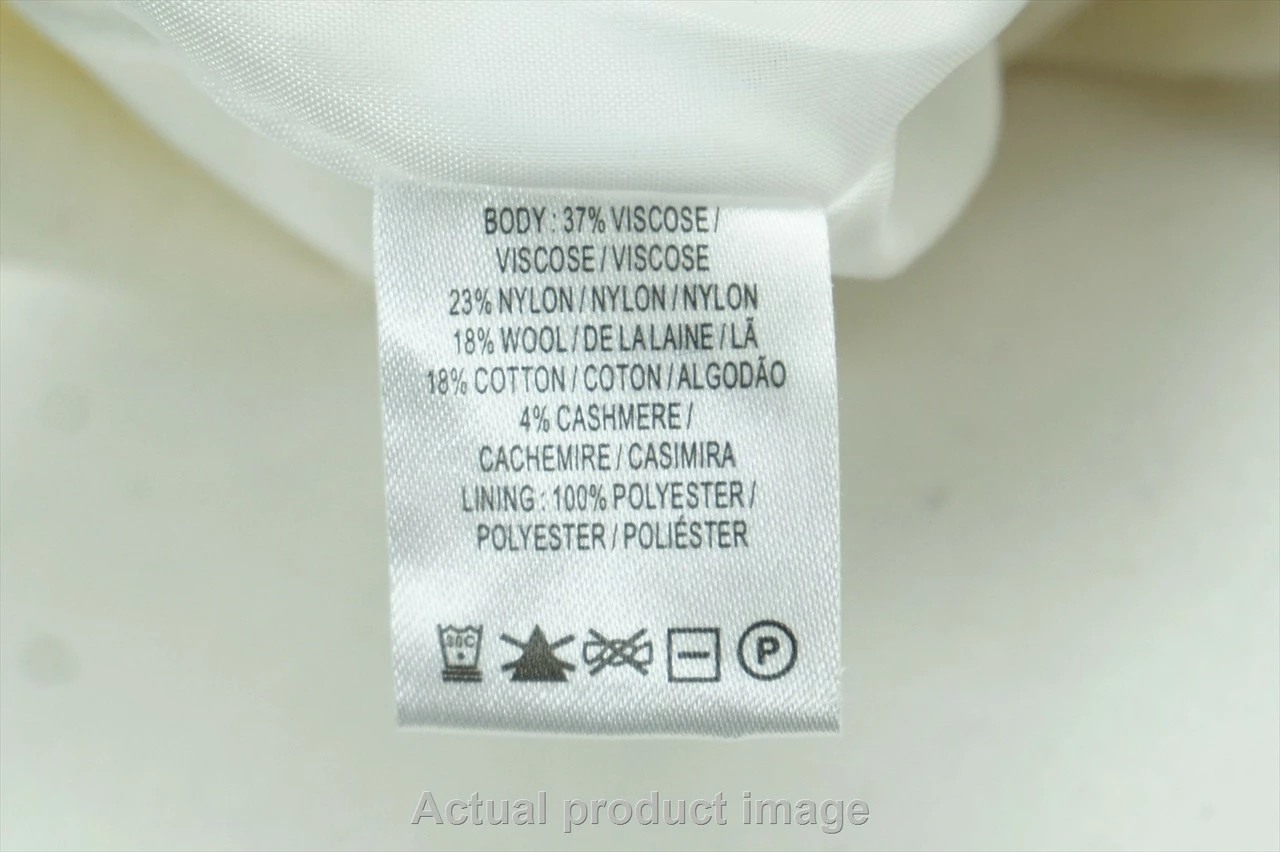 BODY : 37% VISCOSE /
VISCOSE / VISCOSE
23% NYLON / NYLON / NYLON
18% WOOL / DE LA LAINE / LÃ
18% COTTON / COTON / ALGODÃO
4% CASHMERE /
CACHEMIRE / CASIMIRA
LINING : 100% POLYESTER /
POLYESTER / POLIÉSTER
30C P
Actual product image